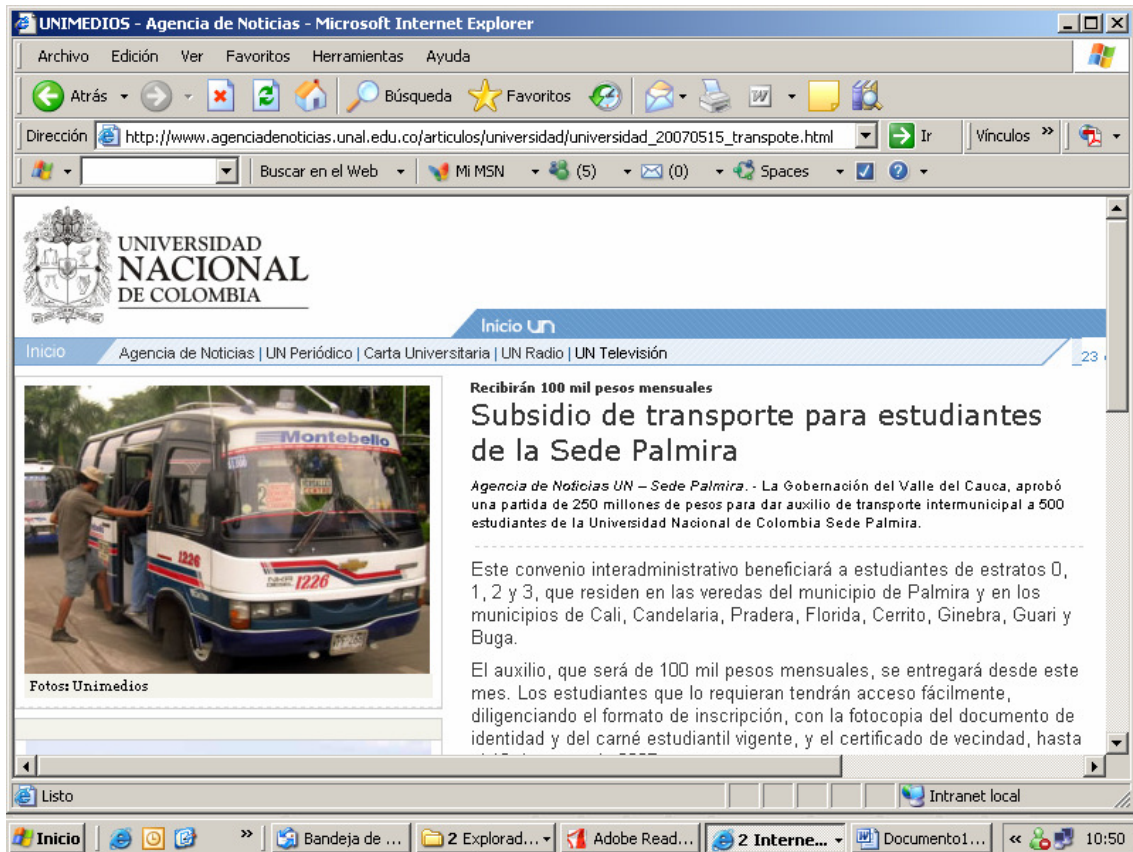 UNIMEDIOS - Agencia de Noticias - Microsoft Internet Explorer
Archivo Edición Ver Favoritos Herramientas Ayuda
Atrás Búsqueda Favoritos
Dirección http://www.agenciadenoticias.unal.edu.co/articulos/universidad/universidad_20070515_transpote.html Ir Vínculos »
Buscar en el Web Mi MSN (5) (0) Spaces
UNIVERSIDAD
NACIONAL
DE COLOMBIA
Inicio un
Inicio Agencia de Noticias | UN Periódico | Carta Universitaria | UN Radio | UN Televisión _23
Montebello
1226
1226
Fotos: Unimedios
Recibirán 100 mil pesos mensuales
Subsidio de transporte para estudiantes
de la Sede Palmira
Agencia de Noticias UN – Sede Palmira. - La Gobernación del Valle del Cauca, aprobó
una partida de 250 millones de pesos para dar auxilio de transporte intermunicipal a 500
estudiantes de la Universidad Nacional de Colombia Sede Palmira.
Este convenio interadministrativo beneficiará a estudiantes de estratos 0,
1, 2 y 3, que residen en las veredas del municipio de Palmira y en los
municipios de Cali, Candelaria, Pradera, Florida, Cerrito, Ginebra, Guari y
Buga.
El auxilio, que será de 100 mil pesos mensuales, se entregará desde este
mes. Los estudiantes que lo requieran tendrán acceso fácilmente,
diligenciando el formato de inscripción, con la fotocopia del documento de
identidad y del carné estudiantil vigente, y el certificado de vecindad, hasta
Listo Intranet local
Inicio » Bandeja de ... 2 Explorad... Adobe Read... 2 Interne... Documento1... « 10:50